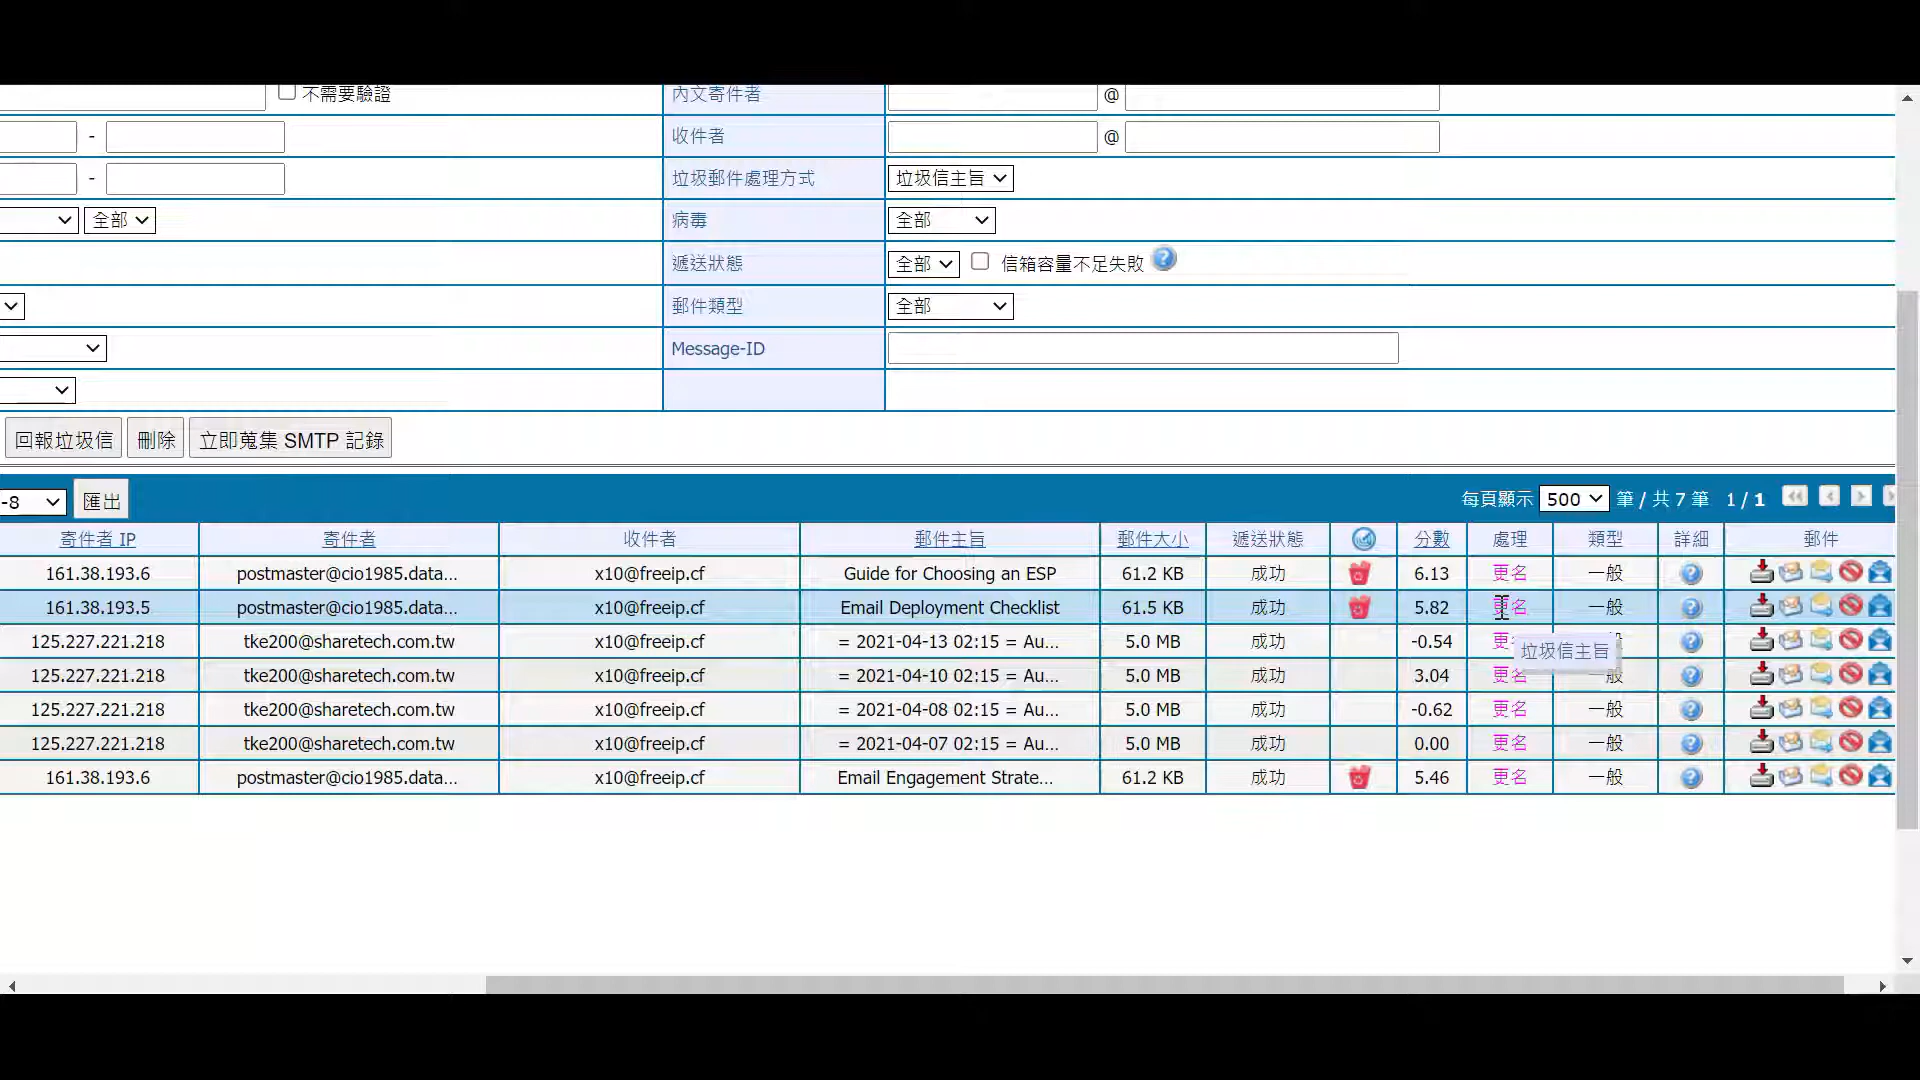 不需要驗證 內文寄件者 @
- 收件者 @
- 垃圾郵件處理方式 垃圾信主旨
全部 病毒 全部
遞送狀態 全部 信箱容量不足失敗
郵件類型 全部
Message-ID
回報垃圾信 刪除 立即蒐集 SMTP 記錄
-8 匯出 每頁顯示 500 筆 / 共 7 筆 1 / 1
寄件者 IP 寄件者 收件者 郵件主旨 郵件大小 遞送狀態 分數 處理 類型 詳細 郵件
161.38.193.6 postmaster@cio1985.data... x10@freeip.cf Guide for Choosing an ESP 61.2 KB 成功 6.13 更名 一般
161.38.193.5 postmaster@cio1985.data... x10@freeip.cf Email Deployment Checklist 61.5 KB 成功 5.82 更名 一般
125.227.221.218 tke200@sharetech.com.tw x10@freeip.cf = 2021-04-13 02:15 = Au... 5.0 MB 成功 -0.54 更
垃圾信主旨
125.227.221.218 tke200@sharetech.com.tw x10@freeip.cf = 2021-04-10 02:15 = Au... 5.0 MB 成功 3.04 更名 一般
125.227.221.218 tke200@sharetech.com.tw x10@freeip.cf = 2021-04-08 02:15 = Au... 5.0 MB 成功 -0.62 更名 一般
125.227.221.218 tke200@sharetech.com.tw x10@freeip.cf = 2021-04-07 02:15 = Au... 5.0 MB 成功 0.00 更名 一般
161.38.193.6 postmaster@cio1985.data... x10@freeip.cf Email Engagement Strate... 61.2 KB 成功 5.46 更名 一般